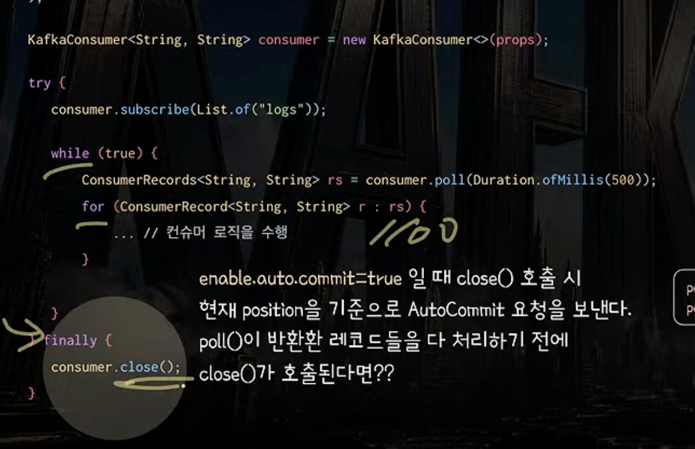 KafkaConsumer<String, String> consumer = new KafkaConsumer<>(props);
try {
consumer.subscribe(List.of("logs"));
while (true) {
ConsumerRecords<String, String> rs = consumer.poll(Duration.ofMillis(500));
for (ConsumerRecord<String, String> r : rs) {
... // 컨슈머 로직을 수행
}
}
} finally {
consumer.close();
}
1100
enable.auto.commit=true 일 때 close() 호출 시
현재 position을 기준으로 AutoCommit 요청을 보낸다.
poll()이 반환환 레코드들을 다 처리하기 전에
close()가 호출된다면??